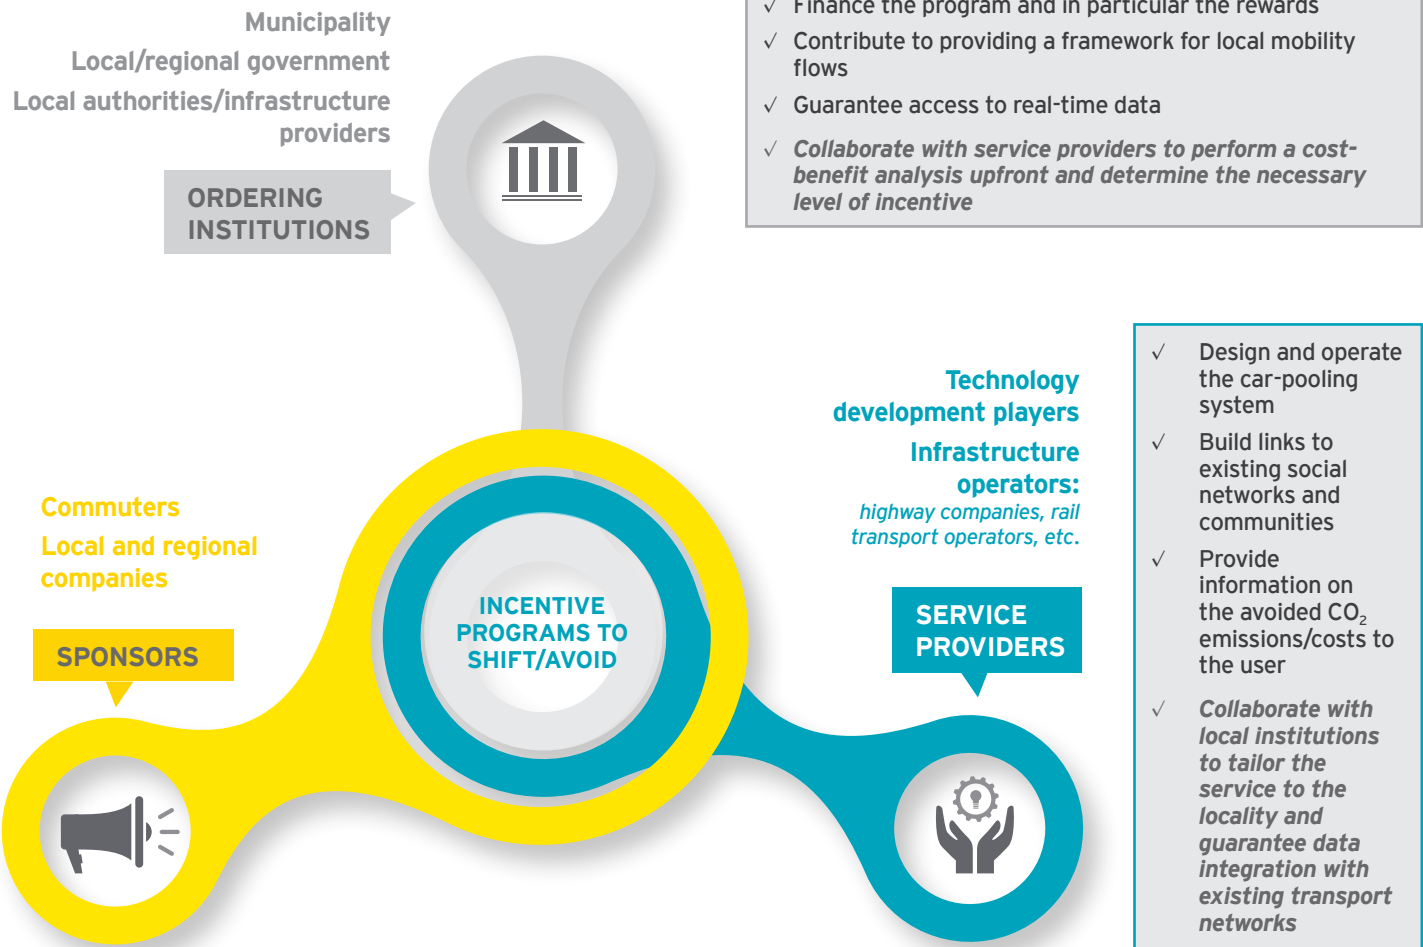 Municipality
Local/regional government
Local authorities/infrastructure
providers
ORDERING
INSTITUTIONS
✓ Finance the program and in particular the rewards
✓ Contribute to providing a framework for local mobility
flows
✓ Guarantee access to real-time data
✓ Collaborate with service providers to perform a cost-
benefit analysis upfront and determine the necessary
level of incentive
Commuters
Local and regional
companies
SPONSORS
INCENTIVE
PROGRAMS TO
SHIFT/AVOID
Technology
development players
Infrastructure
operators:
highway companies, rail
transport operators, etc.
SERVICE
PROVIDERS
✓ Design and operate
the car-pooling
system
✓ Build links to
existing social
networks and
communities
✓ Provide
information on
the avoided CO₂
emissions/costs to
the user
✓ Collaborate with
local institutions
to tailor the
service to the
locality and
guarantee data
integration with
existing transport
networks